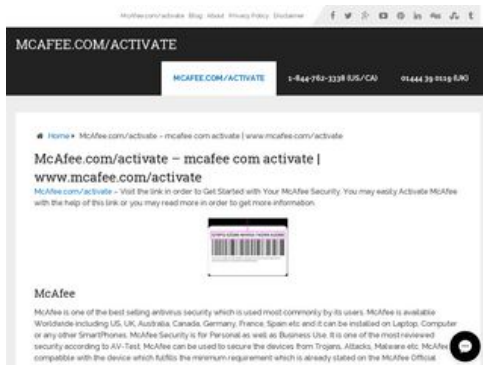 Mcafee.com/activate Blog About Privacy Policy Disclaimer
MCAFEE.COM/ACTIVATE
MCAFEE.COM/ACTIVATE 1-844-762-3338 (US/CA) 01444 39 0119 (UK)
Home McAfee.com/activate – mcafee com activate | www.mcafee.com/activate
McAfee.com/activate – mcafee com activate |
www.mcafee.com/activate
McAfee.com/activate – Visit the link in order to Get Started with Your McAfee Security. You may easily Activate McAfee
with the help of this link or you may read more in order to get more information.
McAfee
McAfee is one of the best selling antivirus security which is used most commonly by its users. McAfee is available
Worldwide including US, UK, Australia, Canada, Germany, France, Spain etc and it can be installed on Laptop, Computer
or any other SmartPhones. McAfee Security is for Personal as well as Business Use. It is one of the most reviewed
security according to AV-Test. McAfee can be used to secure the devices from Trojans, Attacks, Malware etc. McAfee
compatible with the device which fulfills the minimum requirement which is already stated on the McAfee Official